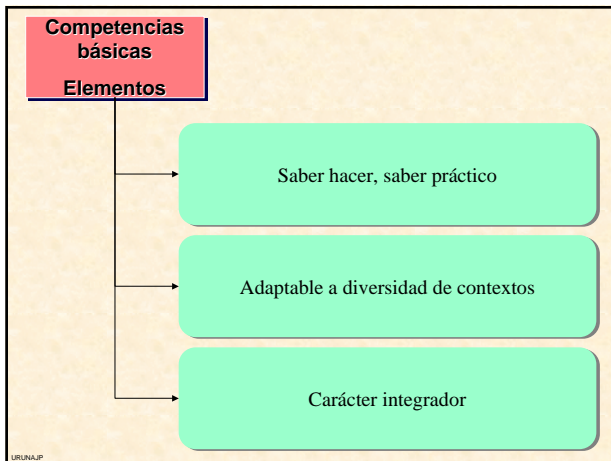 Competencias
básicas
Elementos
Saber hacer, saber práctico
Adaptable a diversidad de contextos
Carácter integrador
URUNAJP